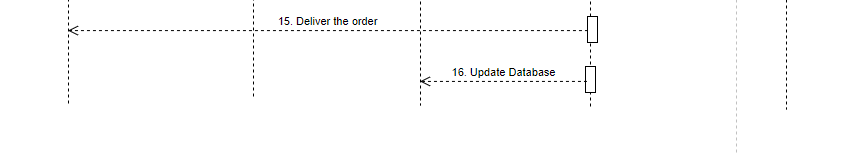 15. Deliver the order
16. Update Database